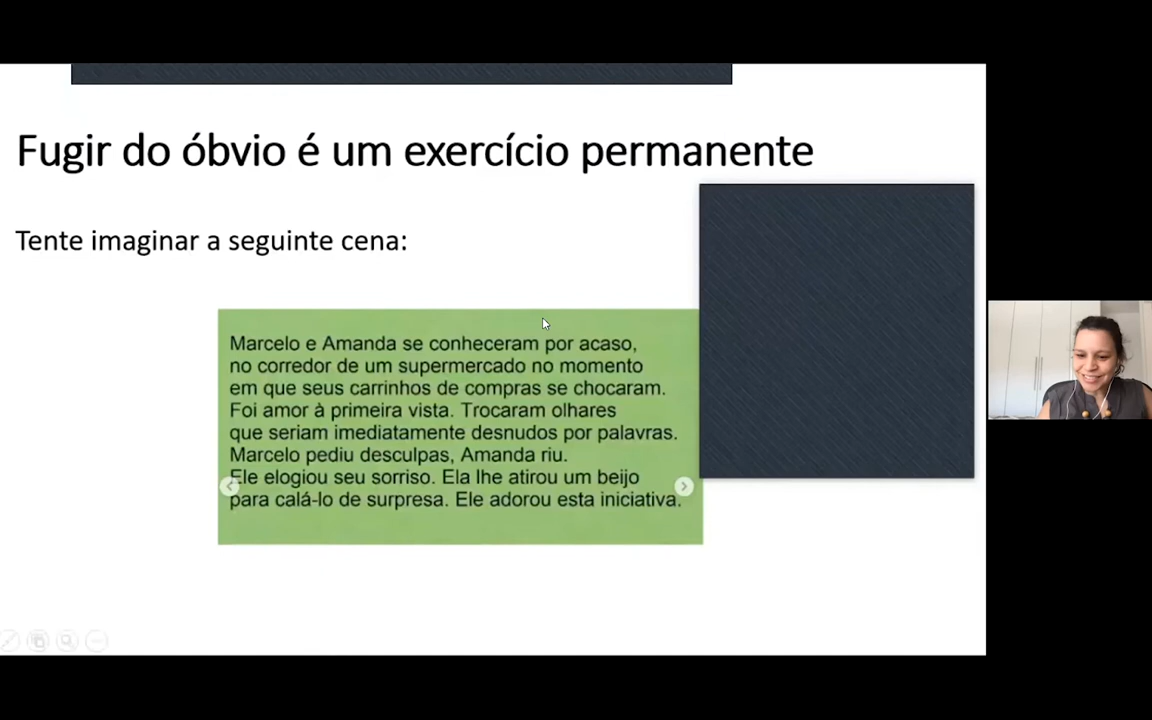 Fugir do óbvio é um exercício permanente
Tente imaginar a seguinte cena:
Marcelo e Amanda se conheceram por acaso,
no corredor de um supermercado no momento
em que seus carrinhos de compras se chocaram.
Foi amor à primeira vista. Trocaram olhares
que seriam imediatamente desnudos por palavras.
Marcelo pediu desculpas, Amanda riu.
Ele elogiou seu sorriso. Ela lhe atirou um beijo
para calá-lo de surpresa. Ele adorou esta iniciativa.